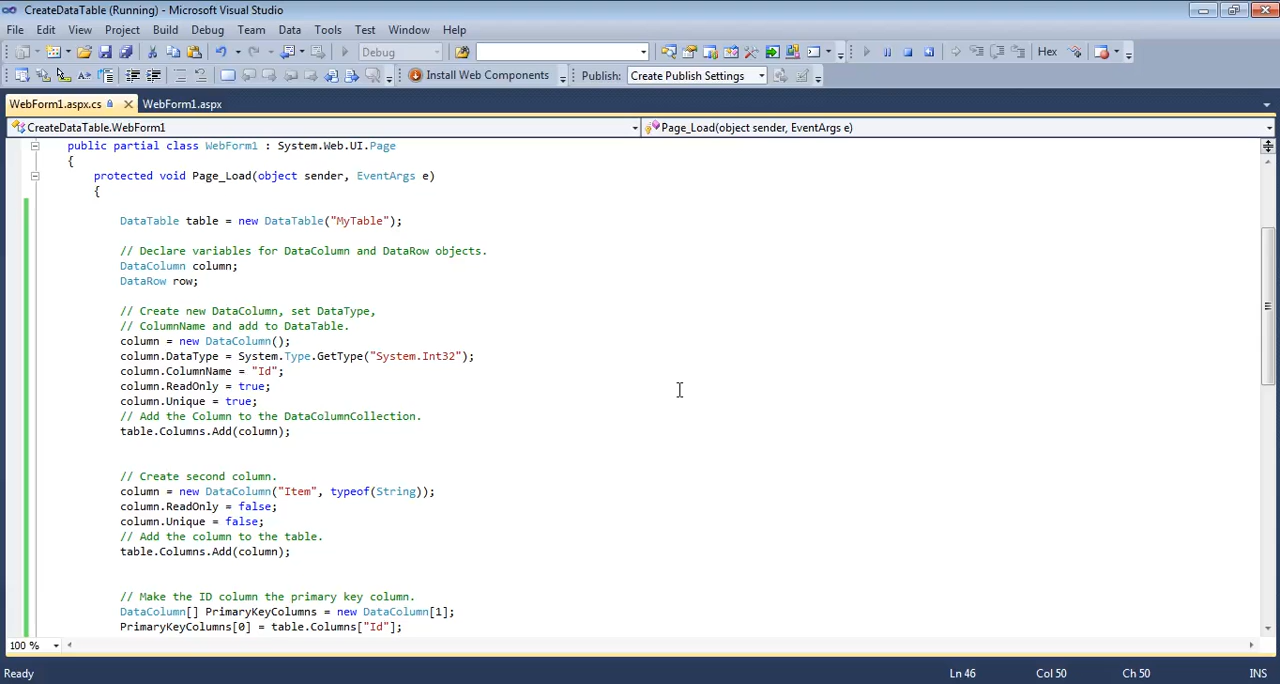 CreateDataTable (Running) - Microsoft Visual Studio
File Edit View Project Build Debug Team Data Tools Test Window Help
Debug Hex
Install Web Components Publish: Create Publish Settings
WebForm1.aspx.cs WebForm1.aspx
CreateDataTable.WebForm1 Page_Load(object sender, EventArgs e)
public partial class WebForm1 : System.Web.UI.Page
{
protected void Page_Load(object sender, EventArgs e)
{
DataTable table = new DataTable("MyTable");
// Declare variables for DataColumn and DataRow objects.
DataColumn column;
DataRow row;
// Create new DataColumn, set DataType,
// ColumnName and add to DataTable.
column = new DataColumn();
column.DataType = System.Type.GetType("System.Int32");
column.ColumnName = "Id";
column.ReadOnly = true;
column.Unique = true;
// Add the Column to the DataColumnCollection.
table.Columns.Add(column);
// Create second column.
column = new DataColumn("Item", typeof(String));
column.ReadOnly = false;
column.Unique = false;
// Add the column to the table.
table.Columns.Add(column);
// Make the ID column the primary key column.
DataColumn[] PrimaryKeyColumns = new DataColumn[1];
PrimaryKeyColumns[0] = table.Columns["Id"];
100 %
Ready Ln 46 Col 50 Ch 50 INS